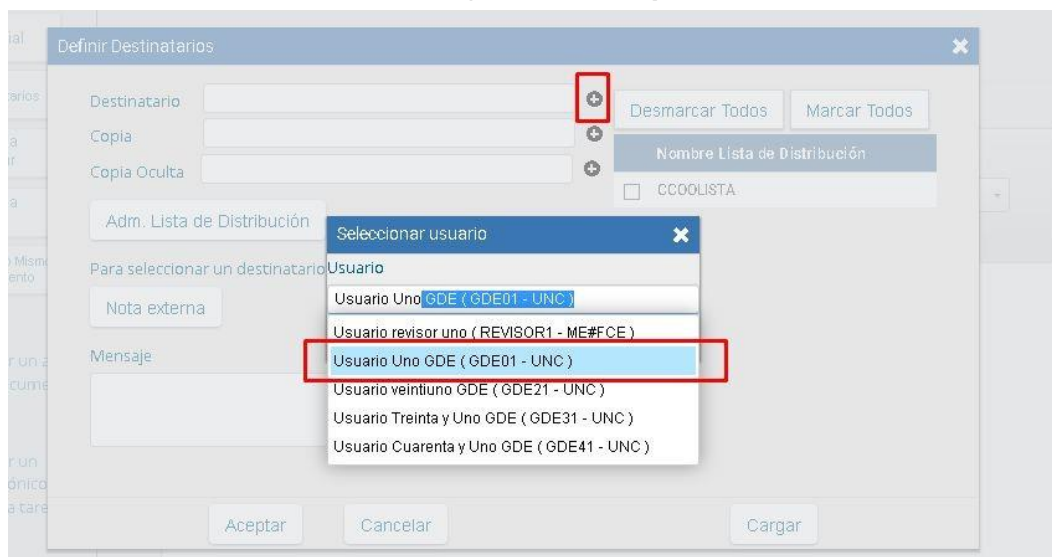 ial
Definir Destinatarios
tarios
Destinatario
Desmarcar Todos
Marcar Todos
Copia
Nombre Lista de Distribución
Copia Oculta
CCOOLISTA
Adm. Lista de Distribución
Seleccionar usuario
Para seleccionar un destinatario
Usuario
Usuario Uno GDE ( GDE01 - UNC )
Nota externa
Usuario revisor uno ( REVISOR1 - ME#FCE )
Mensaje
Usuario Uno GDE ( GDE01 - UNC )
Usuario veintiuno GDE ( GDE21 - UNC )
Usuario Treinta y Uno GDE ( GDE31 - UNC )
Usuario Cuarenta y Uno GDE ( GDE41 - UNC )
Aceptar
Cancelar
Cargar